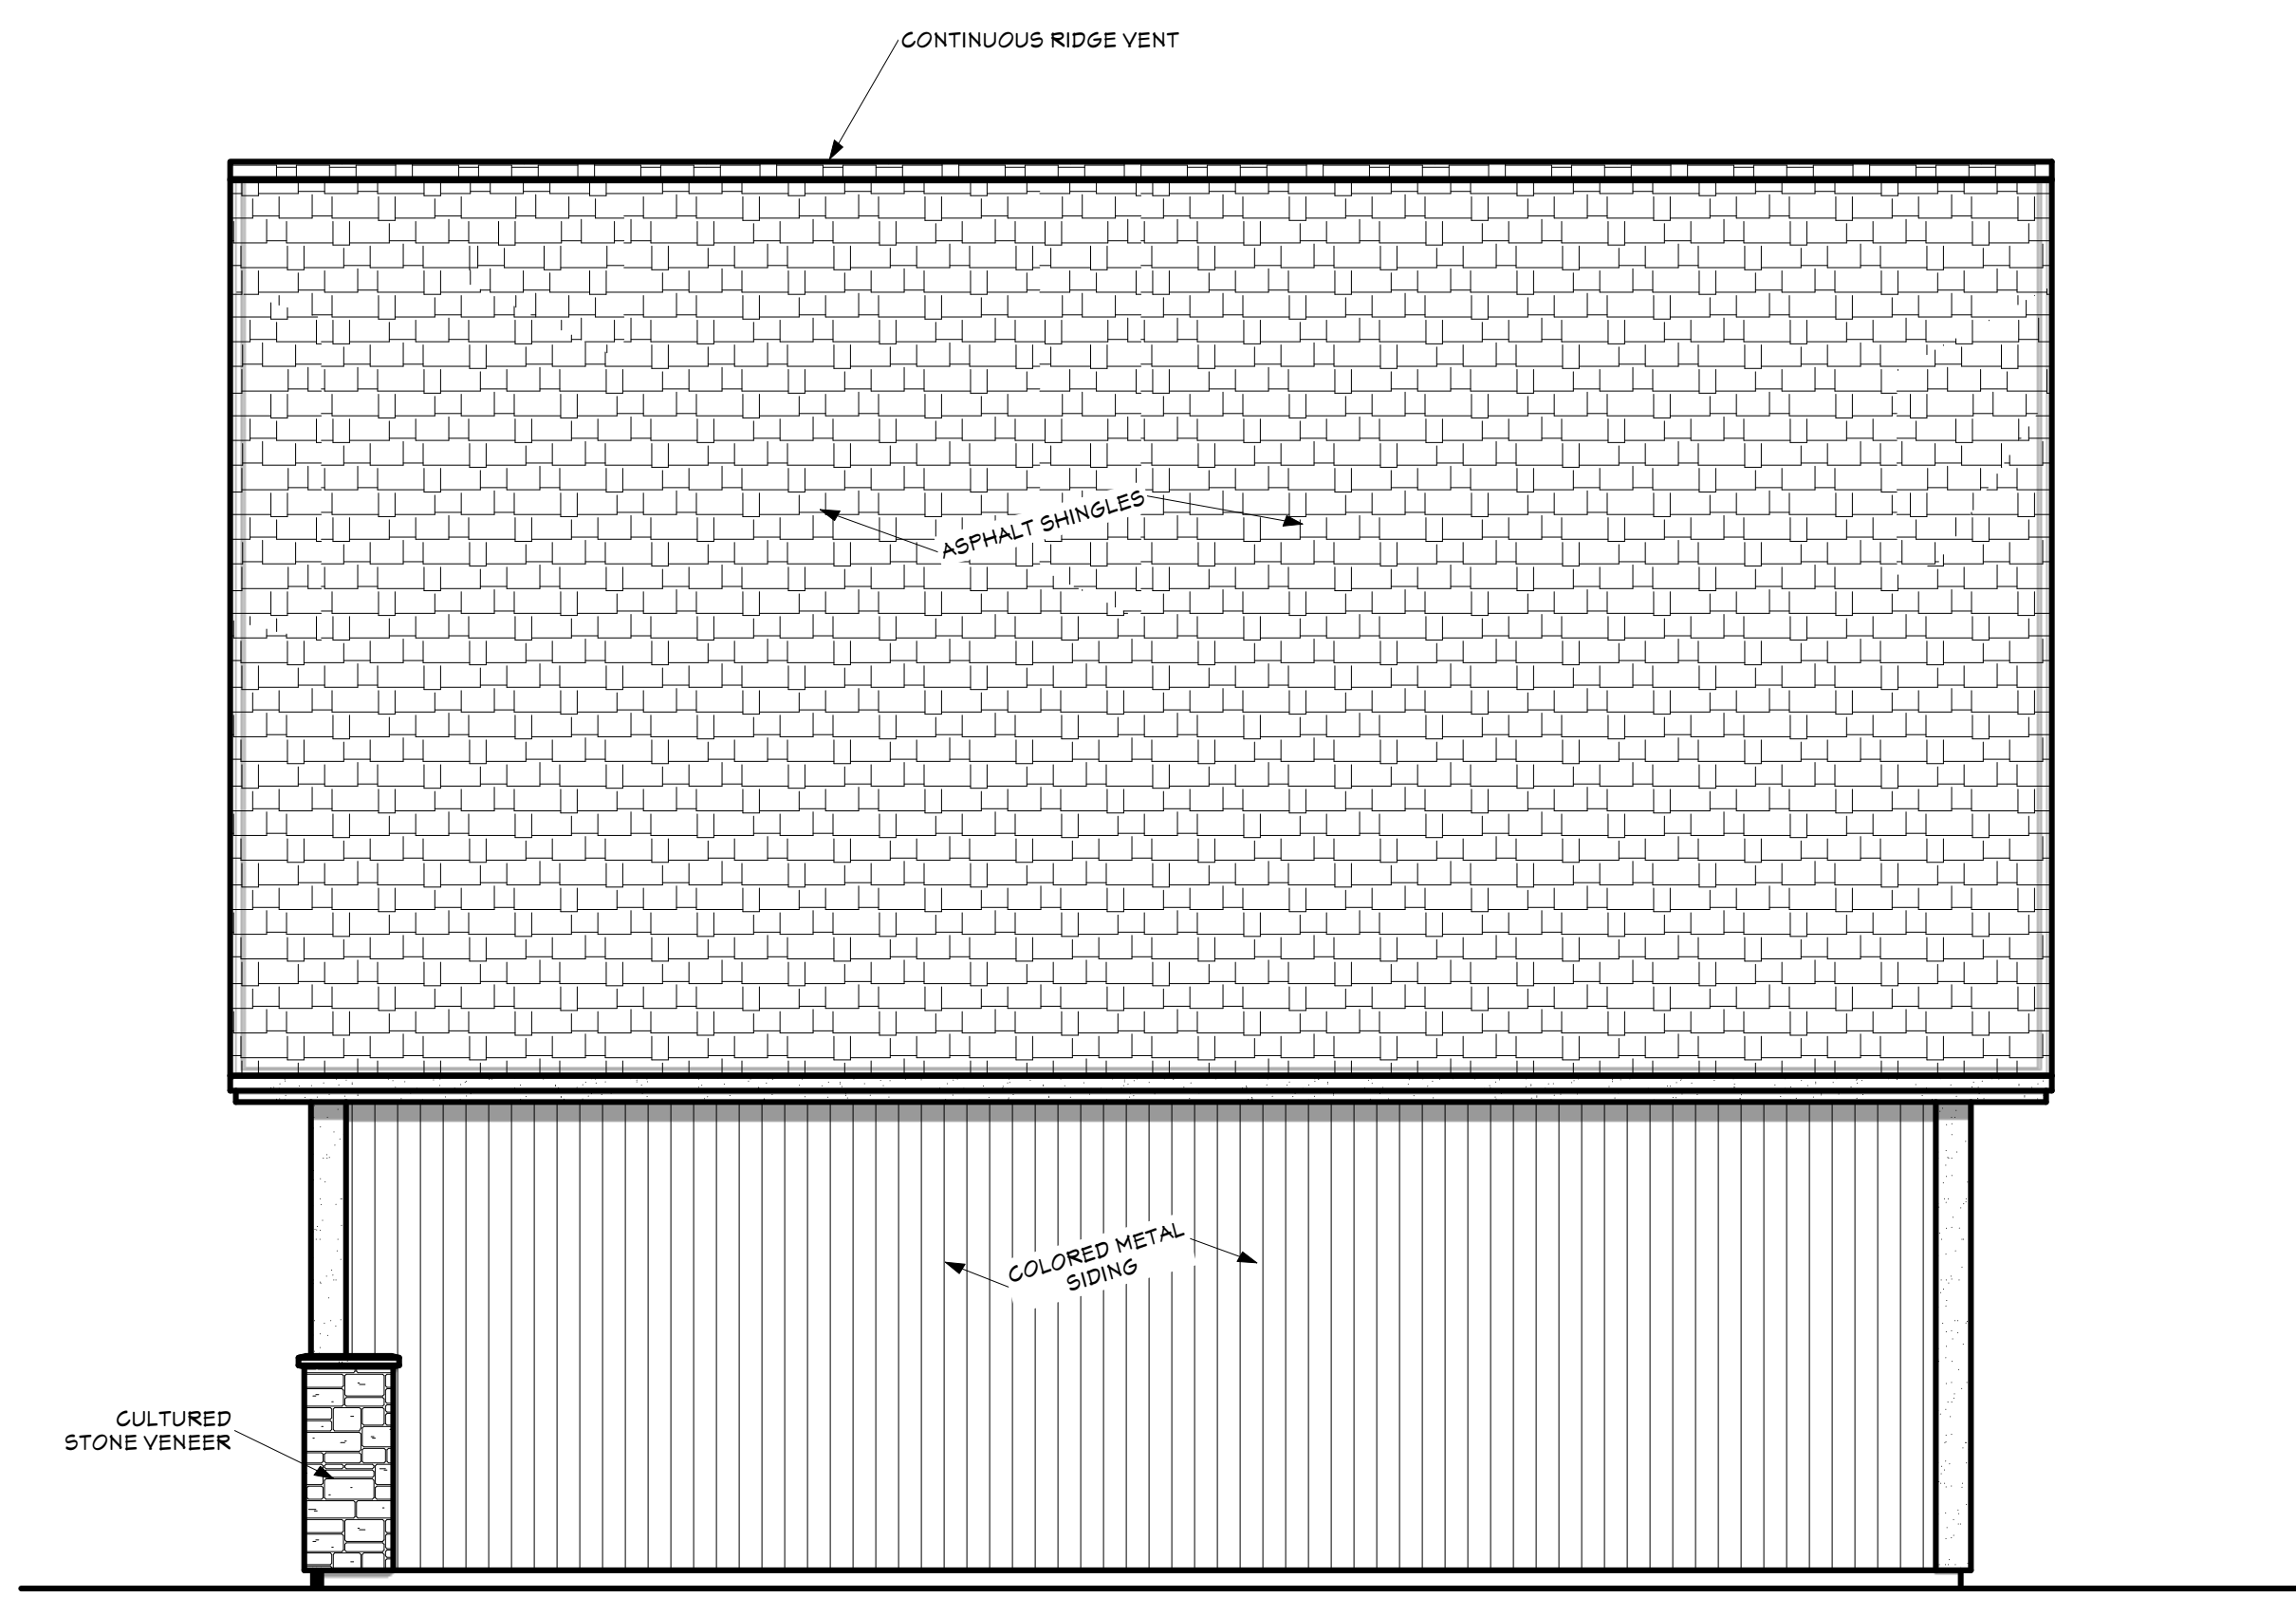 CONTINUOUS RIDGE VENT
ASPHALT SHINGLES
COLORED METAL
SIDING
CULTURED
STONE VENEER